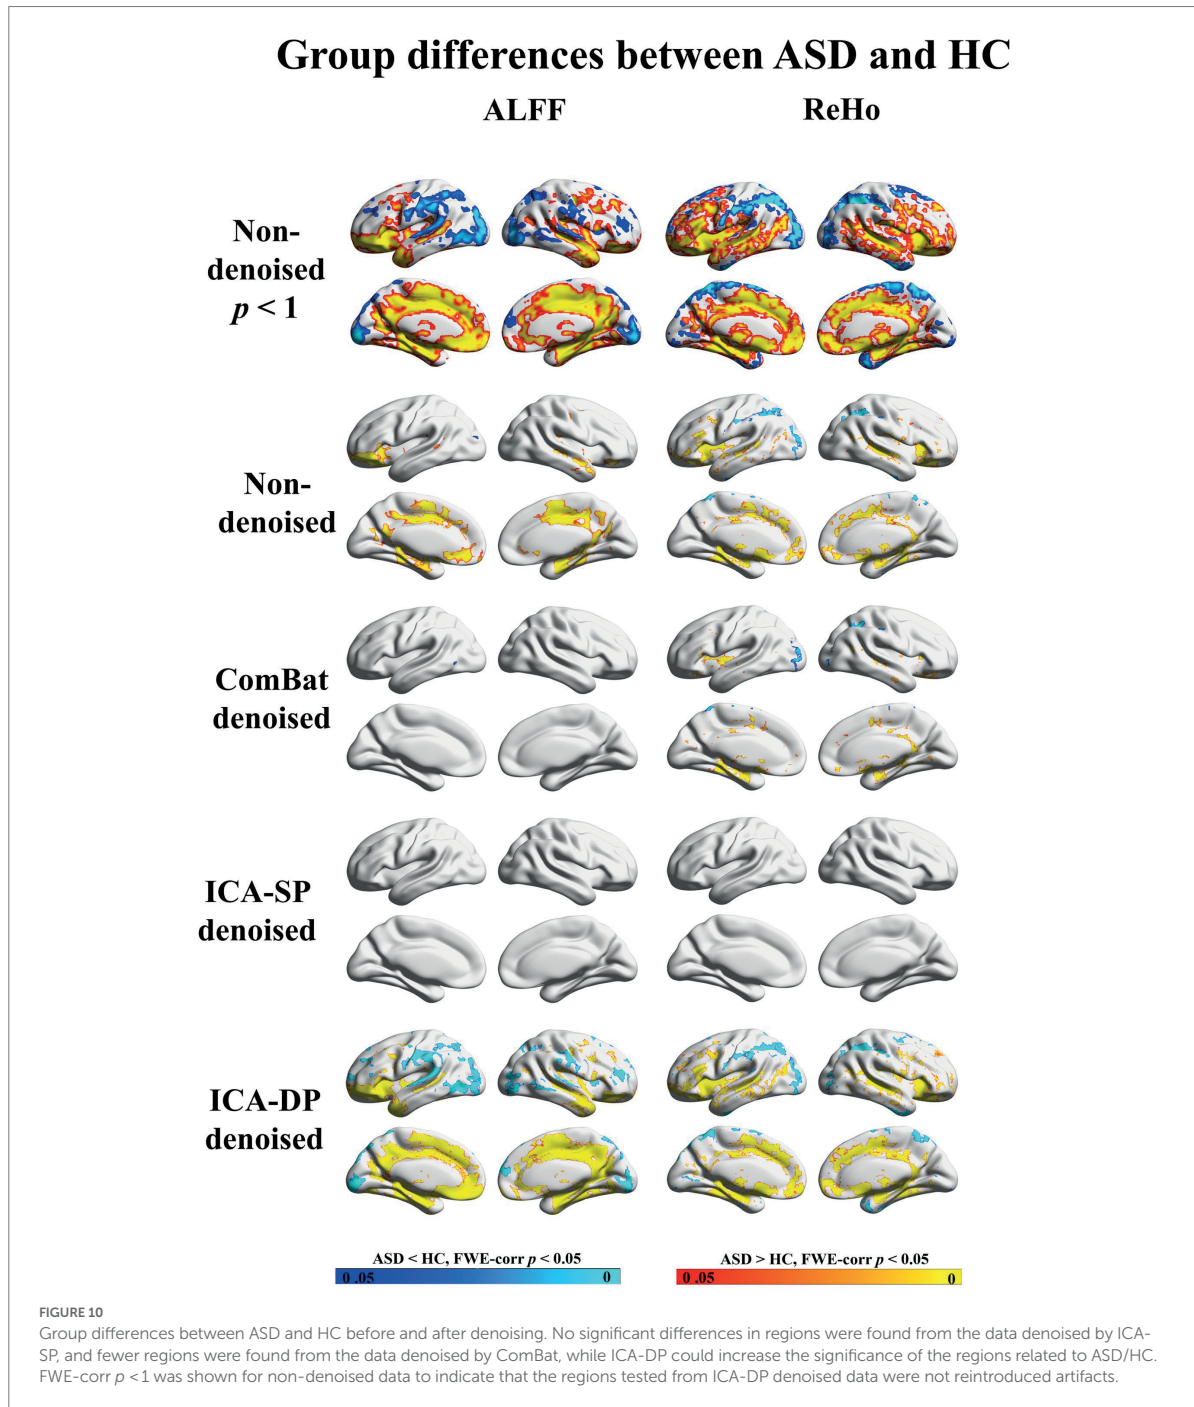 Group differences between ASD and HC
ALFF ReHo
Non-
denoised
p < 1
Non-
denoised
ComBat
denoised
ICA-SP
denoised
ICA-DP
denoised
ASD < HC, FWE-corr p < 0.05
0 .05 0
ASD > HC, FWE-corr p < 0.05
0 .05 0
FIGURE 10
Group differences between ASD and HC before and after denoising. No significant differences in regions were found from the data denoised by ICA-
SP, and fewer regions were found from the data denoised by ComBat, while ICA-DP could increase the significance of the regions related to ASD/HC.
FWE-corr p < 1 was shown for non-denoised data to indicate that the regions tested from ICA-DP denoised data were not reintroduced artifacts.